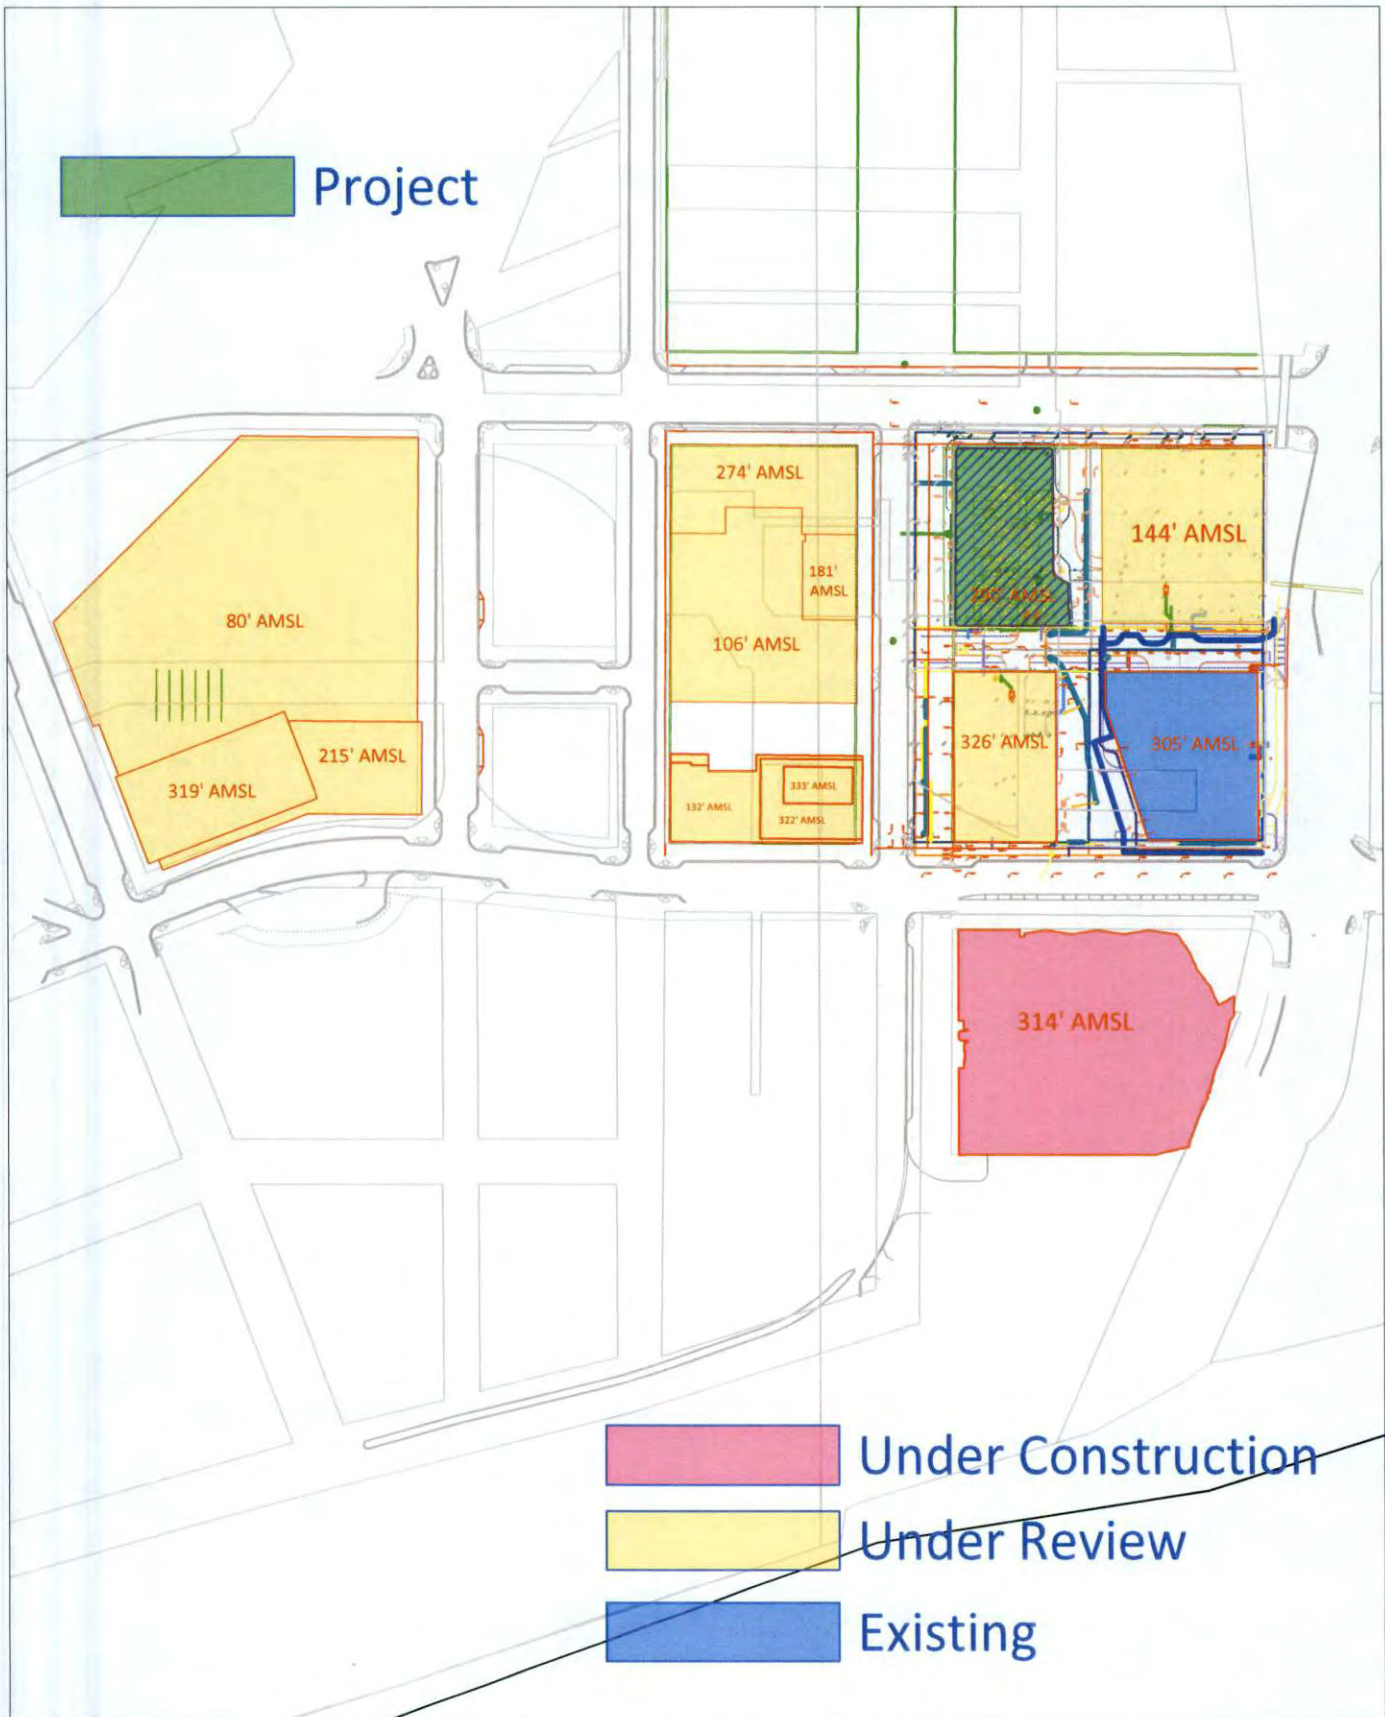 Project
274' AMSL
181'
AMSL
144' AMSL
80' AMSL
106' AMSL
AMSL
326' AMSL
305' AMSL
215' AMSL
319' AMSL
132' AMSL
333' AMSL
322' AMSL
314' AMSL
Under Construction
Under Review
Existing